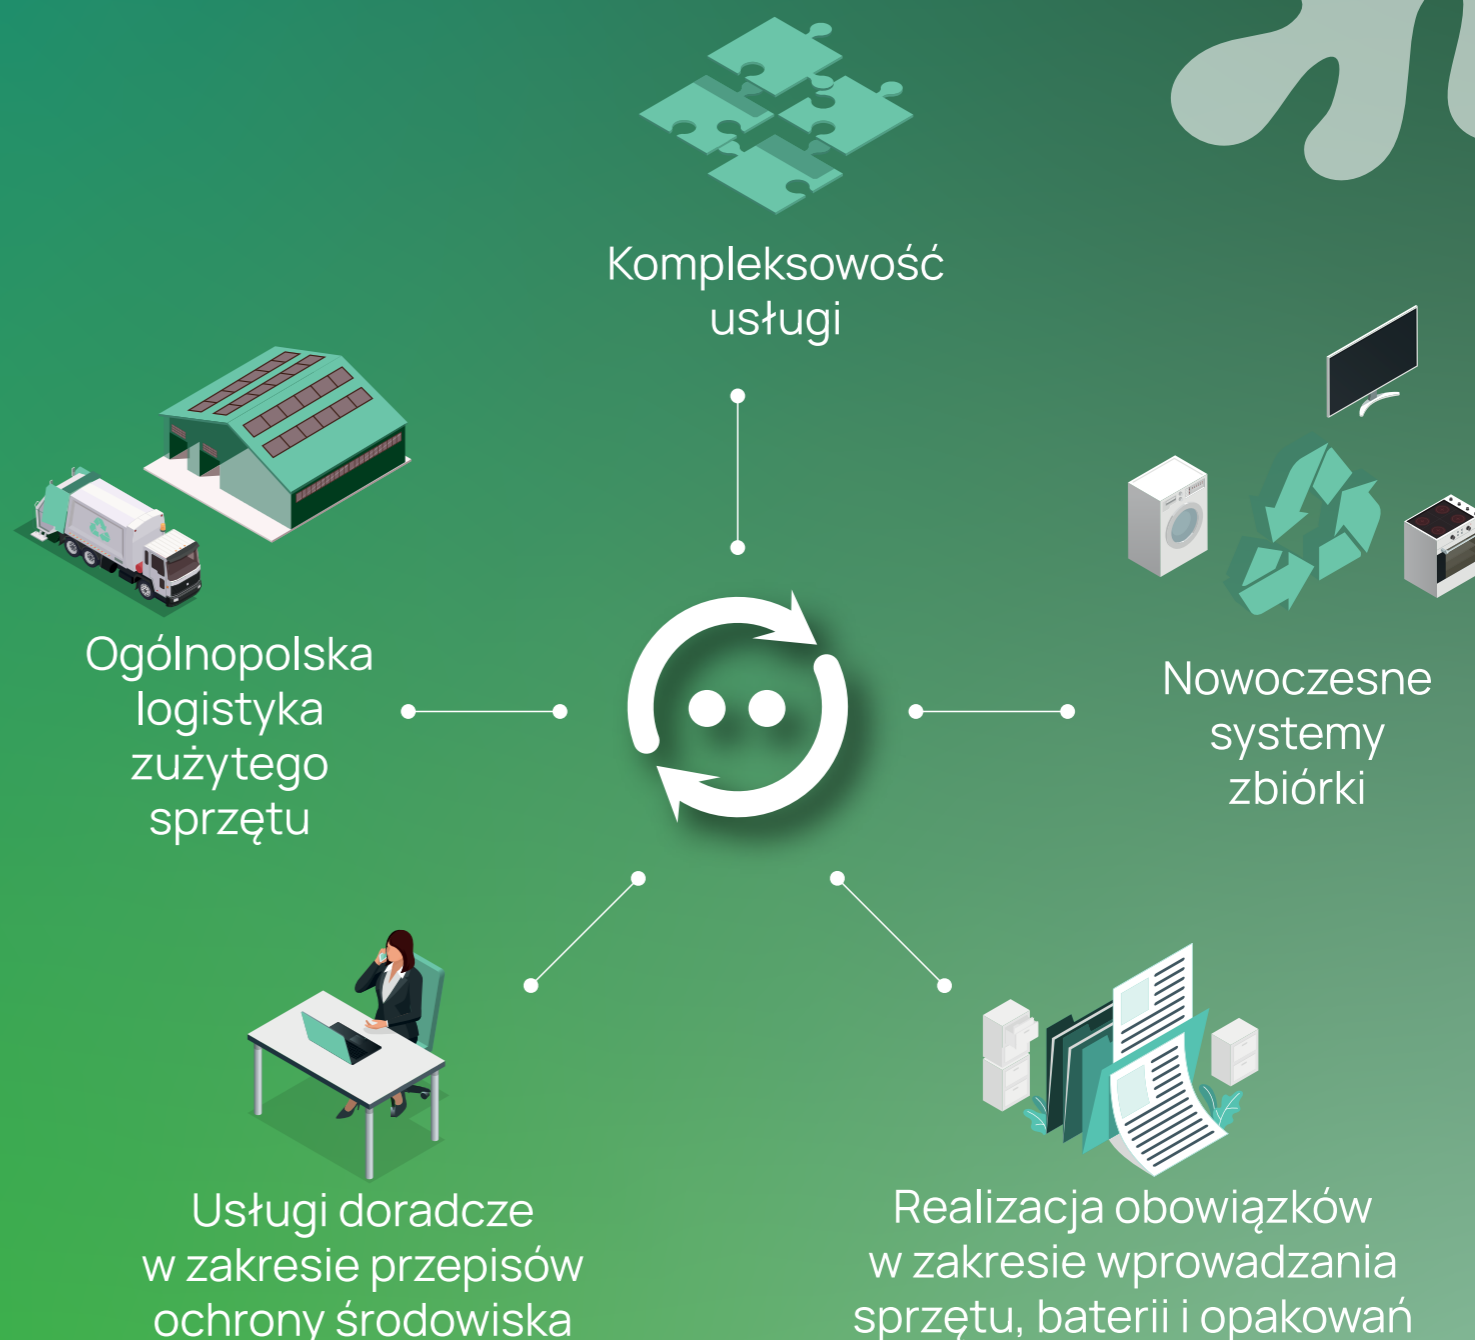 Kompleksowość
usługi
Ogólnopolska
logistyka
zużytego
sprzętu
Nowoczesne
systemy
zbiórki
Usługi doradcze
w zakresie przepisów
ochrony środowiska
Realizacja obowiązków
w zakresie wprowadzania
sprzętu, baterii i opakowań